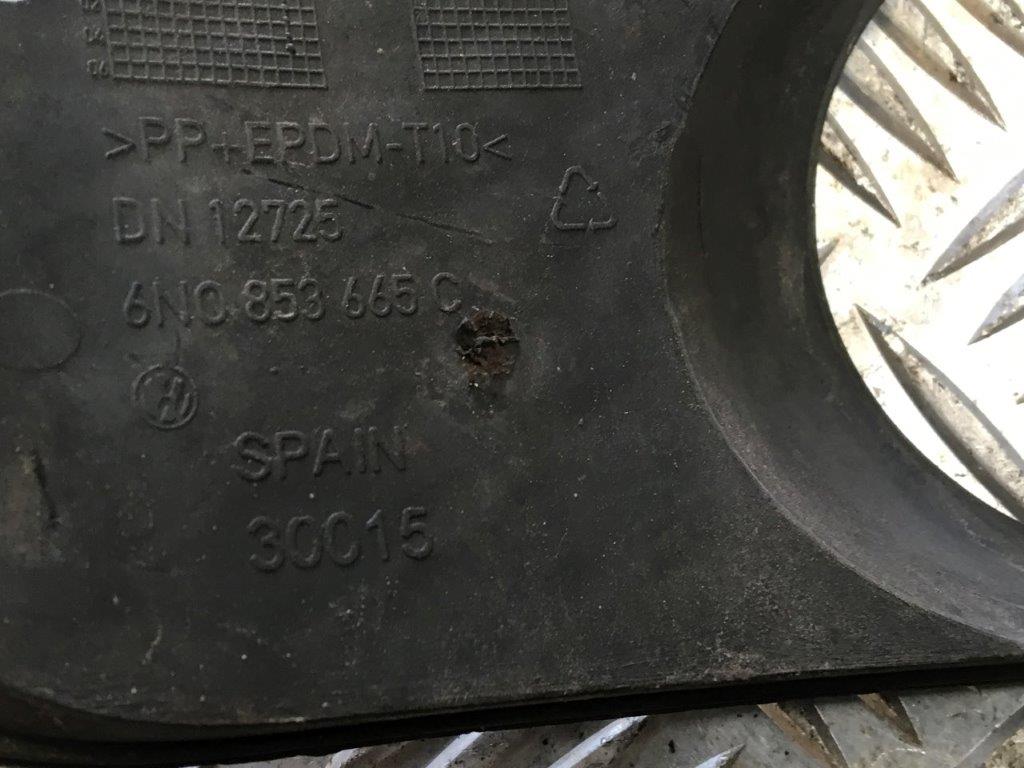 >PP+EPDM-T10<
DN 12725
6N0 853 665 C
SPAIN
30015